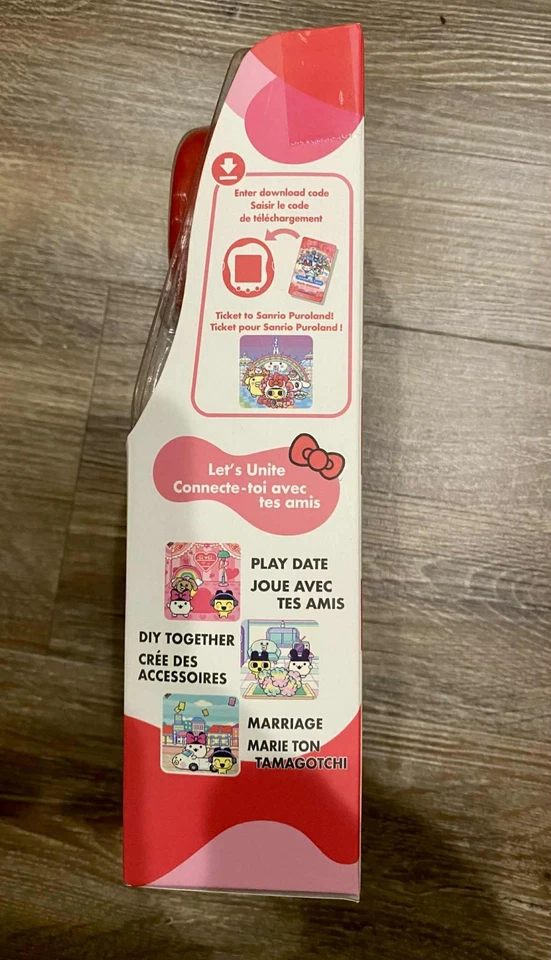 Enter download code
Saisir le code
de téléchargement
Ticket to Sanrio Puroland!
Ticket pour Sanrio Puroland !
Let's Unite
Connecte-toi avec
tes amis
PLAY DATE
JOUE AVEC
TES AMIS
DIY TOGETHER
CRÉE DES
ACCESSOIRES
MARRIAGE
MARIE TON
TAMAGOTCHI